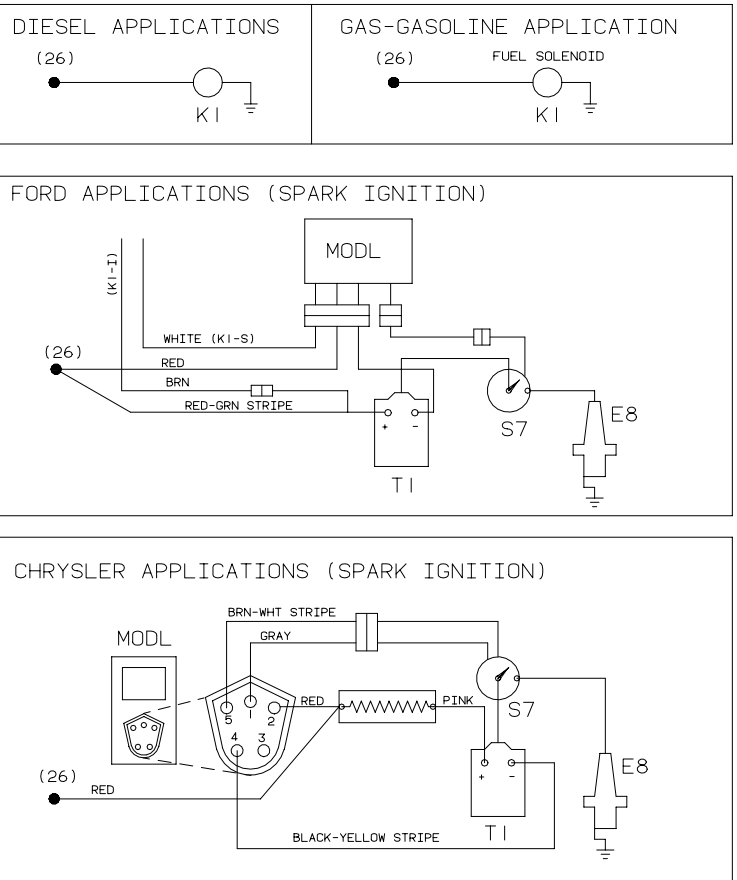 DIESEL APPLICATIONS
(26)
K1
GAS-GASOLINE APPLICATION
(26)
FUEL SOLENOID
K1
FORD APPLICATIONS (SPARK IGNITION)
MODL
(K1-I)
WHITE (K1-S)
(26)
RED
BRN
RED-GRN STRIPE
+ -
T1
S7
E8
CHRYSLER APPLICATIONS (SPARK IGNITION)
BRN-WHT STRIPE
MODL
GRAY
RED
PINK
5 1 2
4 3
S7
(26)
RED
+ -
T1
E8
BLACK-YELLOW STRIPE